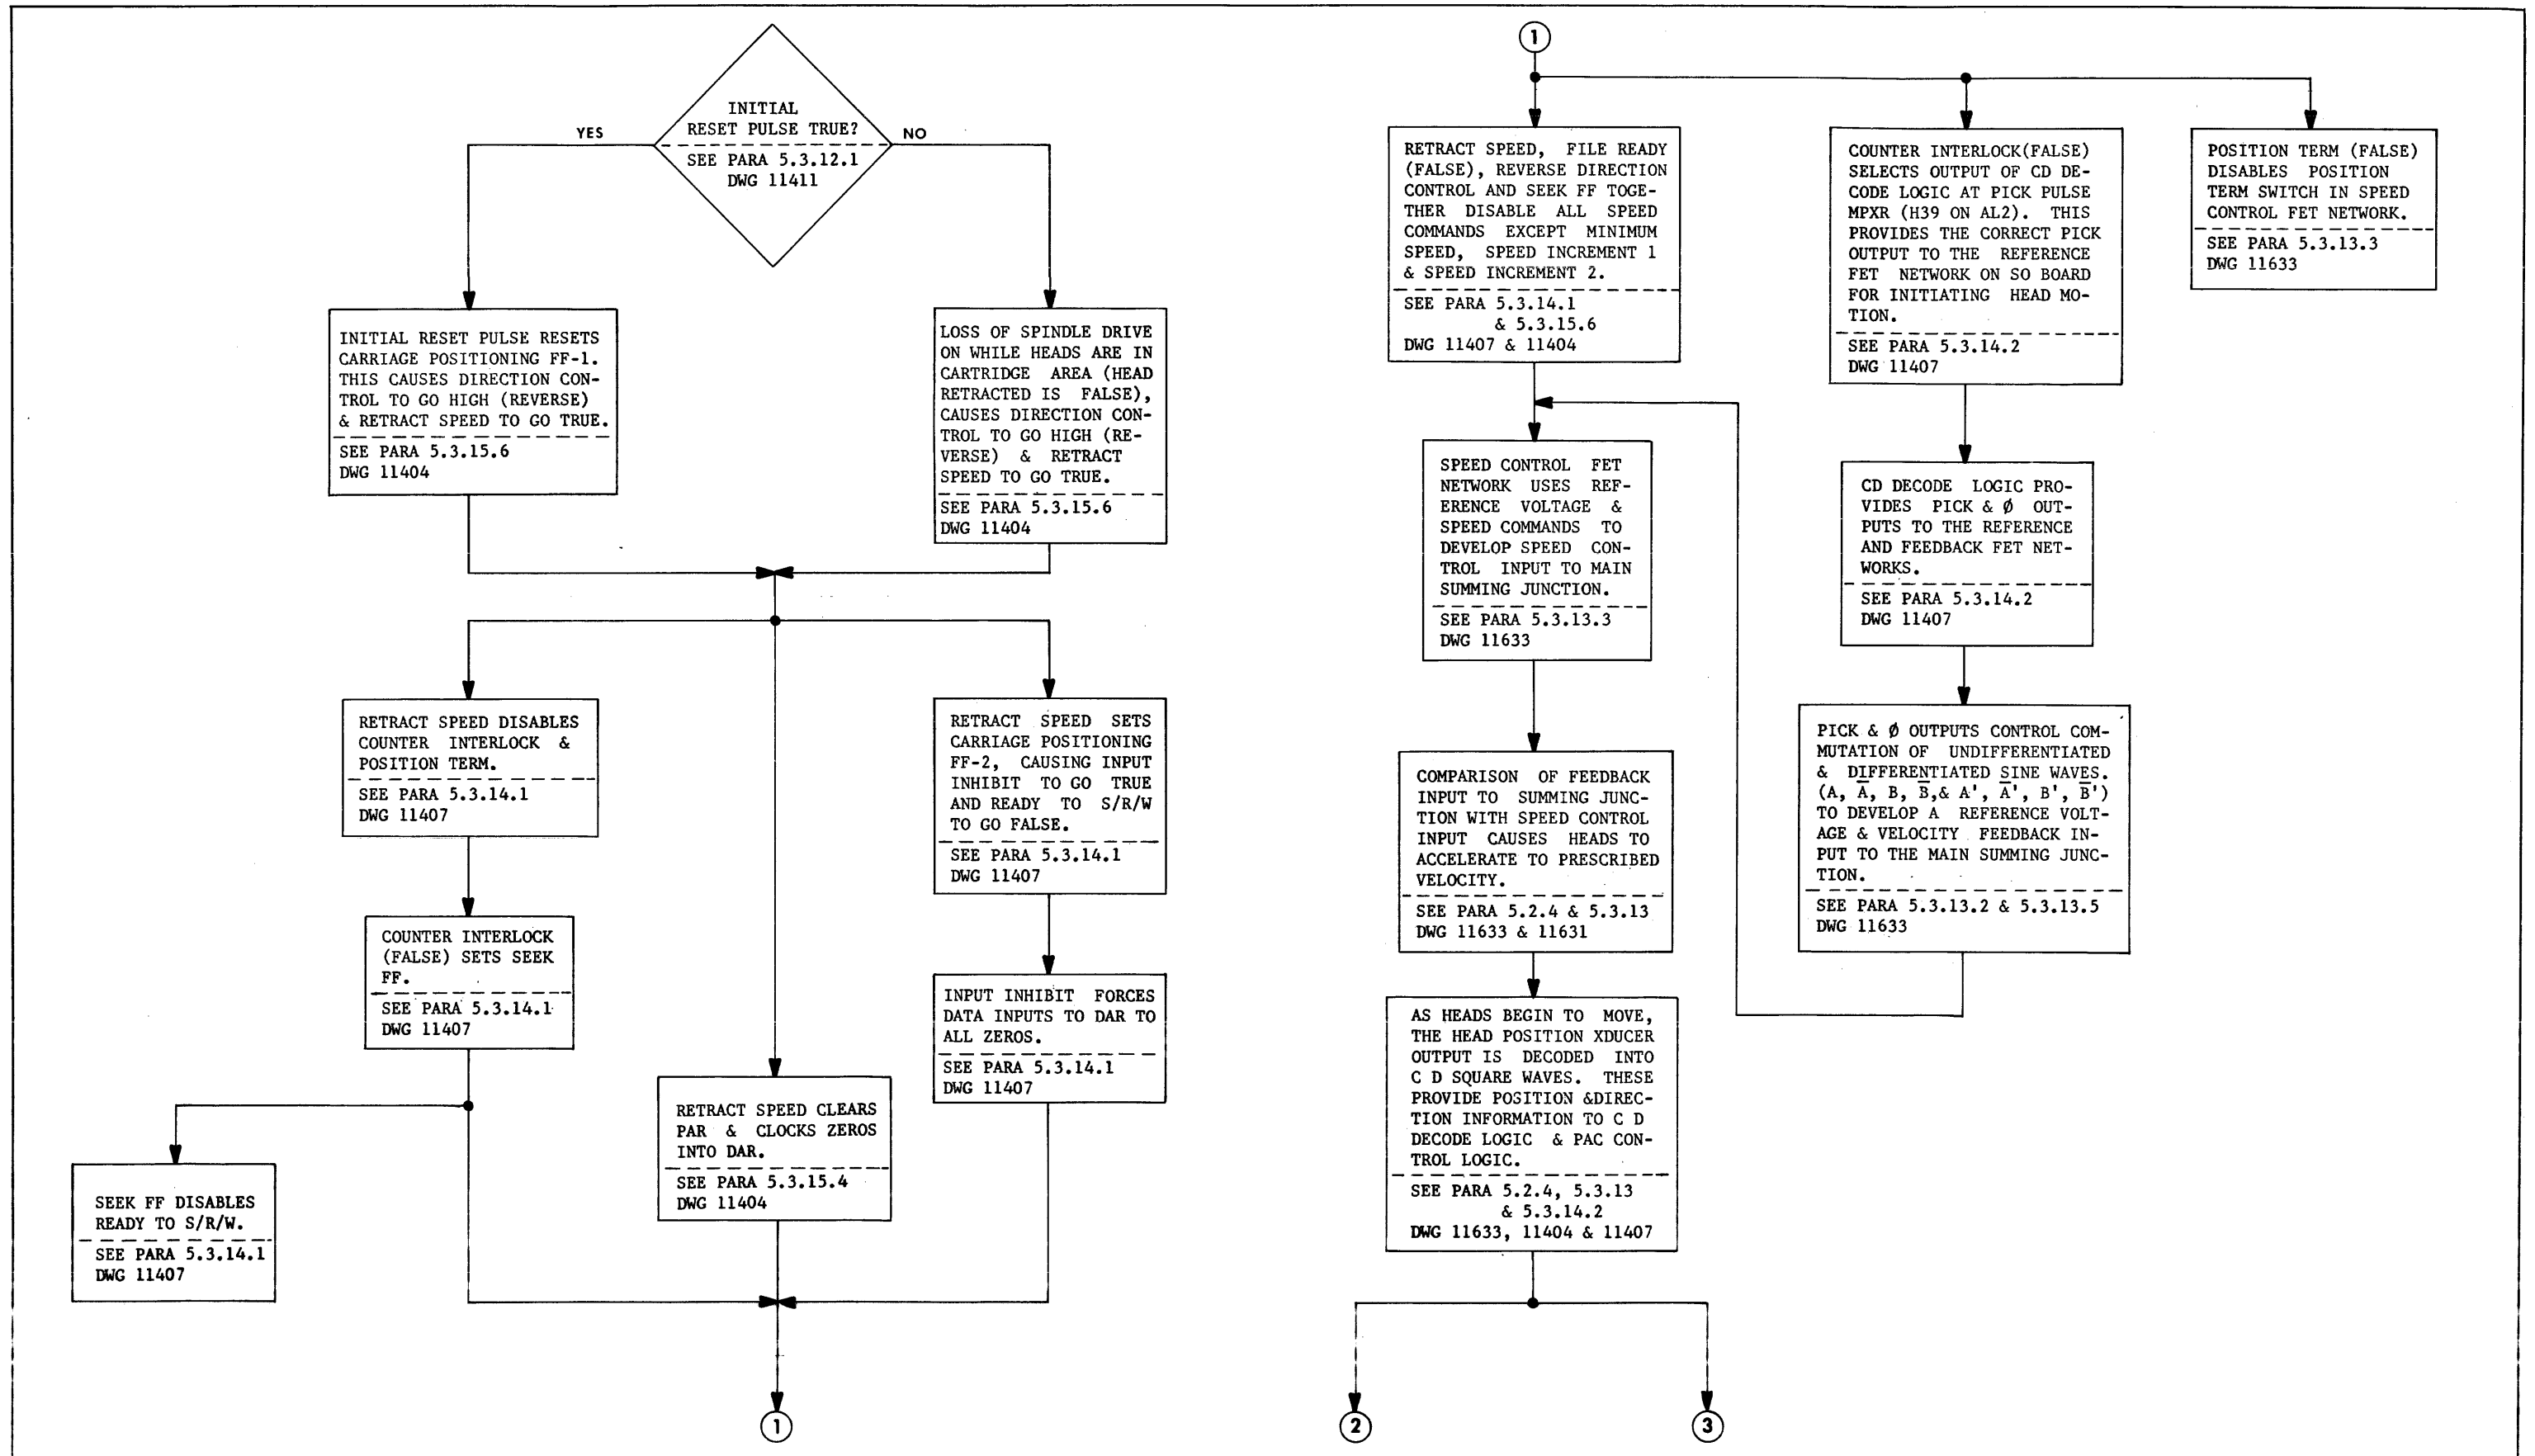 INITIAL
RESET PULSE TRUE?
SEE PARA 5.3.12.1
DWG 11411
YES
NO
INITIAL RESET PULSE RESETS
CARRIAGE POSITIONING FF-1.
THIS CAUSES DIRECTION CON-
TROL TO GO HIGH (REVERSE)
& RETRACT SPEED TO GO TRUE.
SEE PARA 5.3.15.6
DWG 11404
LOSS OF SPINDLE DRIVE
ON WHILE HEADS ARE IN
CARTRIDGE AREA (HEAD
RETRACTED IS FALSE),
CAUSES DIRECTION CON-
TROL TO GO HIGH (RE-
VERSE) & RETRACT
SPEED TO GO TRUE.
SEE PARA 5.3.15.6
DWG 11404
RETRACT SPEED DISABLES
COUNTER INTERLOCK &
POSITION TERM.
SEE PARA 5.3.14.1
DWG 11407
RETRACT SPEED SETS
CARRIAGE POSITIONING
FF-2, CAUSING INPUT
INHIBIT TO GO TRUE
AND READY TO S/R/W
TO GO FALSE.
SEE PARA 5.3.14.1
DWG 11407
COUNTER INTERLOCK
(FALSE) SETS SEEK
FF.
SEE PARA 5.3.14.1
DWG 11407
INPUT INHIBIT FORCES
DATA INPUTS TO DAR TO
ALL ZEROS.
SEE PARA 5.3.14.1
DWG 11407
RETRACT SPEED CLEARS
PAR & CLOCKS ZEROS
INTO DAR.
SEE PARA 5.3.15.4
DWG 11404
SEEK FF DISABLES
READY TO S/R/W.
SEE PARA 5.3.14.1
DWG 11407
1
1
RETRACT SPEED, FILE READY
(FALSE), REVERSE DIRECTION
CONTROL AND SEEK FF TOGE-
THER DISABLE ALL SPEED
COMMANDS EXCEPT MINIMUM
SPEED, SPEED INCREMENT 1
& SPEED INCREMENT 2.
SEE PARA 5.3.14.1
& 5.3.15.6
DWG 11407 & 11404
COUNTER INTERLOCK(FALSE)
SELECTS OUTPUT OF CD DE-
CODE LOGIC AT PICK PULSE
MPXR (H39 ON AL2). THIS
PROVIDES THE CORRECT PICK
OUTPUT TO THE REFERENCE
FET NETWORK ON SO BOARD
FOR INITIATING HEAD MO-
TION.
SEE PARA 5.3.14.2
DWG 11407
POSITION TERM (FALSE)
DISABLES POSITION
TERM SWITCH IN SPEED
CONTROL FET NETWORK.
SEE PARA 5.3.13.3
DWG 11633
SPEED CONTROL FET
NETWORK USES REF-
ERENCE VOLTAGE &
SPEED COMMANDS TO
DEVELOP SPEED CON-
TROL INPUT TO MAIN
SUMMING JUNCTION.
SEE PARA 5.3.13.3
DWG 11633
CD DECODE LOGIC PRO-
VIDES PICK & Ø OUT-
PUTS TO THE REFERENCE
AND FEEDBACK FET NET-
WORKS.
SEE PARA 5.3.14.2
DWG 11407
COMPARISON OF FEEDBACK
INPUT TO SUMMING JUNC-
TION WITH SPEED CONTROL
INPUT CAUSES HEADS TO
ACCELERATE TO PRESCRIBED
VELOCITY.
SEE PARA 5.2.4 & 5.3.13
DWG 11633 & 11631
PICK & Ø OUTPUTS CONTROL COM-
MUTATION OF UNDIFFERENTIATED
& DIFFERENTIATED SINE WAVES.
(A, A̅, B, B̅,& A', A̅', B', B̅')
TO DEVELOP A REFERENCE VOLT-
AGE & VELOCITY FEEDBACK IN-
PUT TO THE MAIN SUMMING JUNC-
TION.
SEE PARA 5.3.13.2 & 5.3.13.5
DWG 11633
AS HEADS BEGIN TO MOVE,
THE HEAD POSITION XDUCER
OUTPUT IS DECODED INTO
C D SQUARE WAVES. THESE
PROVIDE POSITION &DIREC-
TION INFORMATION TO C D
DECODE LOGIC & PAC CON-
TROL LOGIC.
SEE PARA 5.2.4, 5.3.13
& 5.3.14.2
DWG 11633, 11404 & 11407
2
3